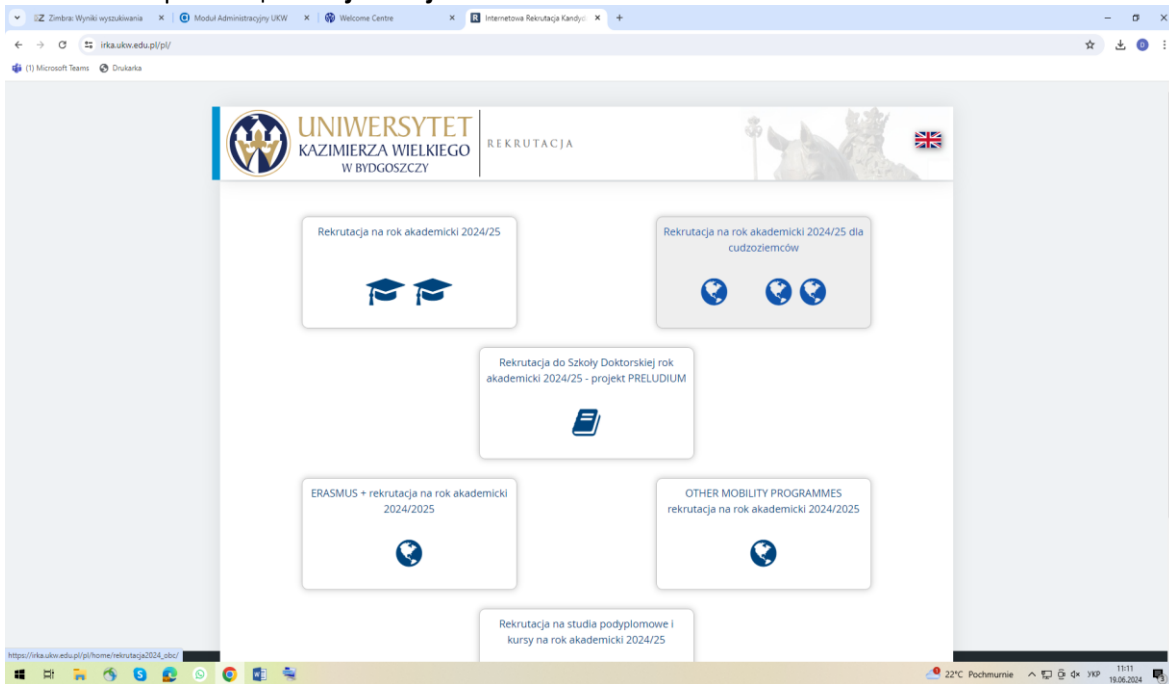 Zimbra: Wyniki wyszukiwania
Moduł Administracyjny UKW
Welcome Centre
Internetowa Rekrutacja Kandyd
irka.ukw.edu.pl/pl/
(1) Microsoft Teams
Drukarka
UNIWERSYTET
KAZIMIERZA WIELKIEGO
W BYDGOSZCZY
REKRUTACJA
Rekrutacja na rok akademicki 2024/25
Rekrutacja na rok akademicki 2024/25 dla
cudzoziemców
Rekrutacja do Szkoły Doktorskiej rok
akademicki 2024/25 - projekt PRELUDIUM
ERASMUS + rekrutacja na rok akademicki
2024/2025
OTHER MOBILITY PROGRAMMES
rekrutacja na rok akademicki 2024/2025
Rekrutacja na studia podyplomowe i
kursy na rok akademicki 2024/25
https://irka.ukw.edu.pl/pl/home/rekrutacja2024_obc/
22°C Pochmurnie
УКР
11:11
19.06.2024